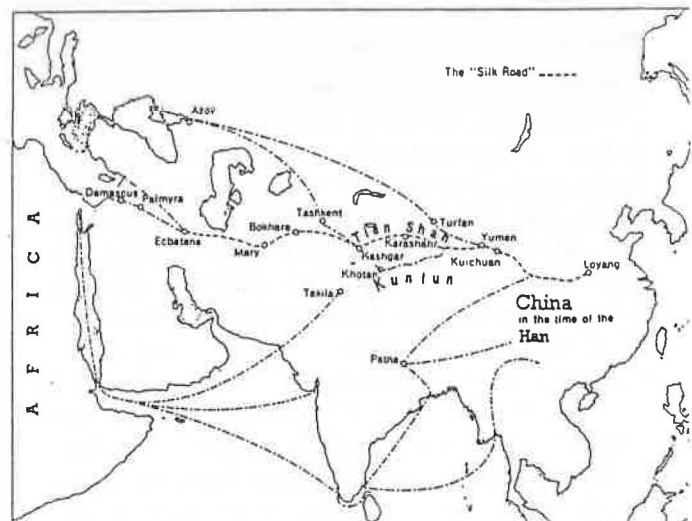 The "Silk Road"
Azov
Damascus
Palmyra
Ecbatana
Mary
Bokhara
Tashkent
Tian Shan
Turfan
Karashahr
Yumen
Kashgar
Kuichuan
Khotan
Kunlun
Loyang
Taxila
China
in the time of the
Han
Patna
AFRICA